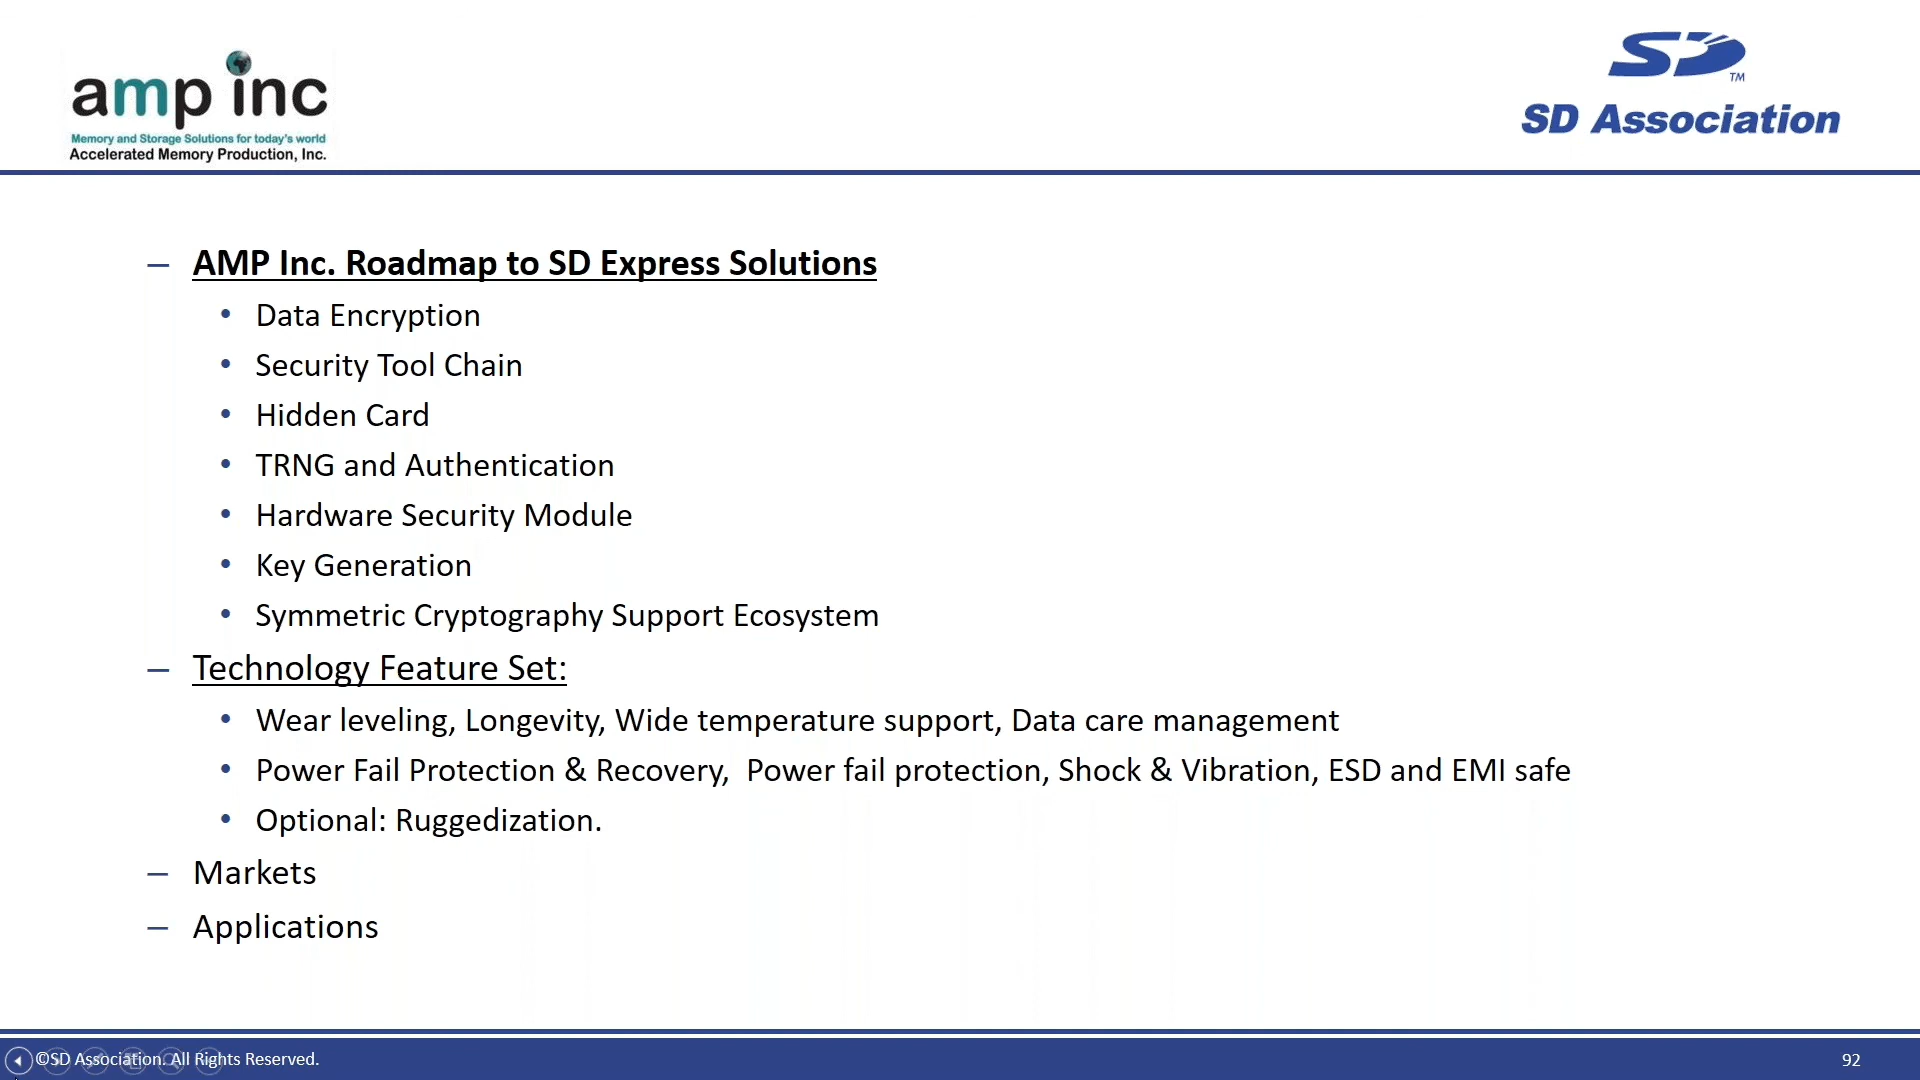 amp inc
Memory and Storage Solutions for today's world
Accelerated Memory Production, Inc.
SD TM
SD Association
– AMP Inc. Roadmap to SD Express Solutions
• Data Encryption
• Security Tool Chain
• Hidden Card
• TRNG and Authentication
• Hardware Security Module
• Key Generation
• Symmetric Cryptography Support Ecosystem
– Technology Feature Set:
• Wear leveling, Longevity, Wide temperature support, Data care management
• Power Fail Protection & Recovery,  Power fail protection, Shock & Vibration, ESD and EMI safe
• Optional: Ruggedization.
– Markets
– Applications
©SD Association. All Rights Reserved.
92